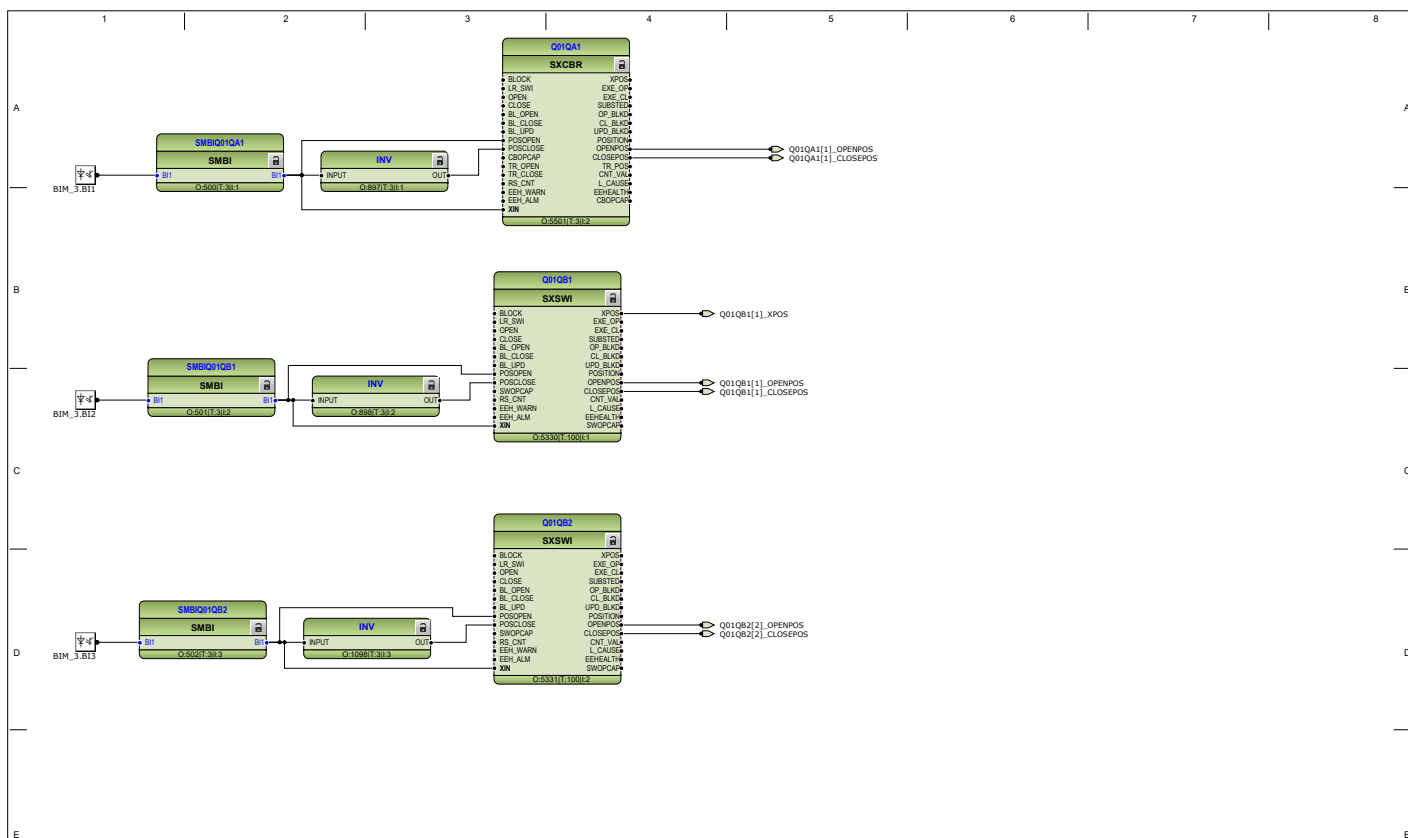 1 2 3 4 5 6 7 8
A
A
Q01QA1
SXCBR
BLOCK XPOS
LR_SWI EXE_OP
OPEN EXE_CL
CLOSE SUBSTED
BL_OPEN OP_BLKD
BL_CLOSE CL_BLKD
BL_UPD UPD_BLKD
POSOPEN POSITION
POSCLOSE OPENPOS
CBOPCAP CLOSEPOS
TR_OPEN TR_POS
TR_CLOSE CNT_VAL
RS_CNT L_CAUSE
EEH_WARN EEHEALTH
EEH_ALM CBOPCAP
XIN
O:5501|T:3|I:2
SMBIQ01QA1
SMBI
BI1 BI1
O:500|T:3|I:1
INV
INPUT OUT
O:897|T:3|I:1
BIM_3.BI1
Q01QA1[1]_OPENPOS
Q01QA1[1]_CLOSEPOS
B
B
Q01QB1
SXSWI
BLOCK XPOS
LR_SWI EXE_OP
OPEN EXE_CL
CLOSE SUBSTED
BL_OPEN OP_BLKD
BL_CLOSE CL_BLKD
BL_UPD UPD_BLKD
POSOPEN POSITION
POSCLOSE OPENPOS
SWOPCAP CLOSEPOS
RS_CNT CNT_VAL
EEH_WARN L_CAUSE
EEH_ALM EEHEALTH
XIN SWOPCAP
O:5330|T:100|I:1
Q01QB1[1]_XPOS
SMBIQ01QB1
SMBI
BI1 BI1
O:501|T:3|I:2
INV
INPUT OUT
O:898|T:3|I:2
BIM_3.BI2
Q01QB1[1]_OPENPOS
Q01QB1[1]_CLOSEPOS
C
C
Q01QB2
SXSWI
BLOCK XPOS
LR_SWI EXE_OP
OPEN EXE_CL
CLOSE SUBSTED
BL_OPEN OP_BLKD
BL_CLOSE CL_BLKD
BL_UPD UPD_BLKD
POSOPEN POSITION
POSCLOSE OPENPOS
SWOPCAP CLOSEPOS
RS_CNT CNT_VAL
EEH_WARN L_CAUSE
EEH_ALM EEHEALTH
XIN SWOPCAP
O:5331|T:100|I:2
SMBIQ01QB2
SMBI
BI1 BI1
O:502|T:3|I:3
INV
INPUT OUT
O:1098|T:3|I:3
BIM_3.BI3
Q01QB2[2]_OPENPOS
Q01QB2[2]_CLOSEPOS
D
D
E
E